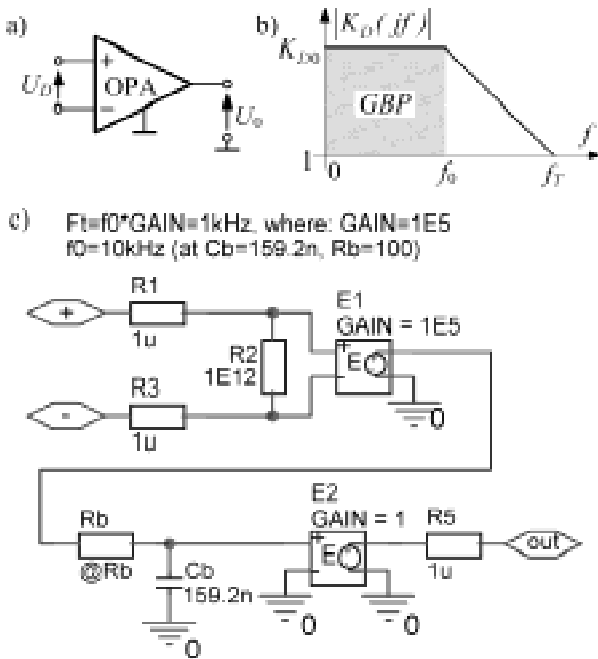 a)
+
OPA
−
U_D
U_o
b)
|K_D(jf)|
K_D0
GBP
1
0
f_0
f_T
f
c) Ft=f0*GAIN=1kHz, where: GAIN=1E5
f0=10kHz (at Cb=159.2n, Rb=100)
R1
+
1u
E1
GAIN = 1E5
R2
1E12
+
E
-
R3
-
1u
0
E2
GAIN = 1
Rb
@Rb
+
E
-
R5
out
1u
Cb
159.2n
0
0
0